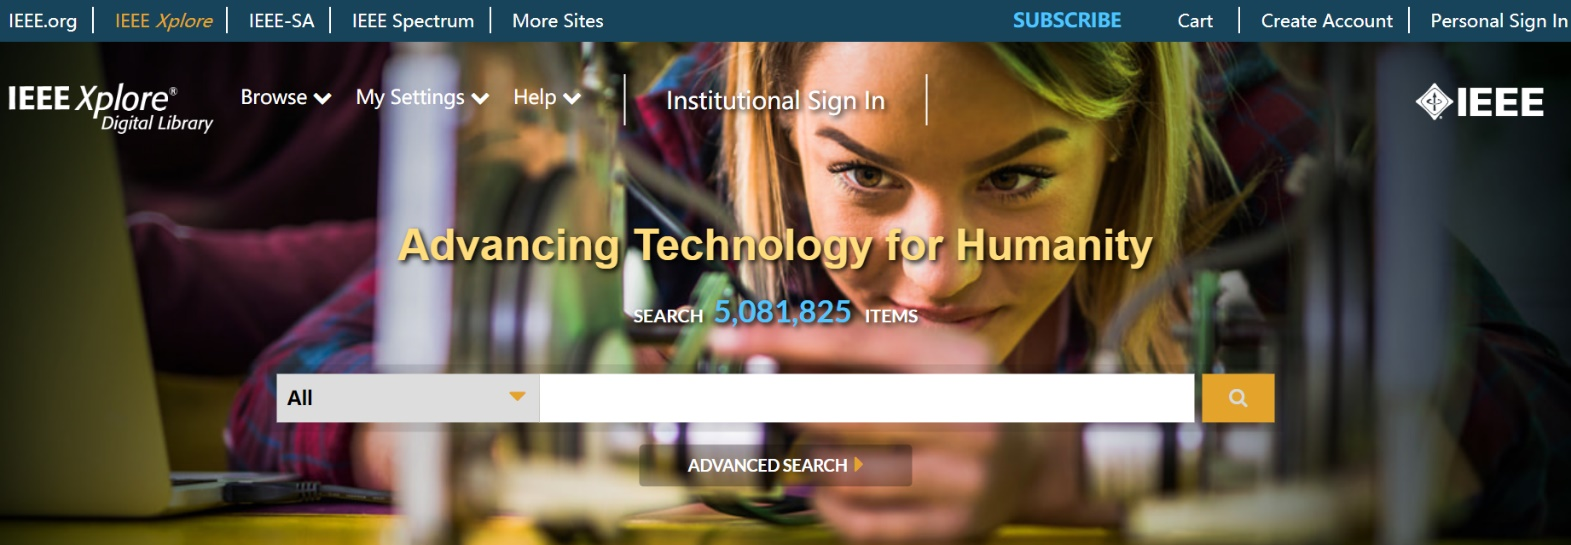 IEEE.org IEEE Xplore IEEE-SA IEEE Spectrum More Sites SUBSCRIBE Cart Create Account Personal Sign In
IEEE Xplore® Browse My Settings Help Institutional Sign In IEEE
Digital Library
Advancing Technology for Humanity
SEARCH 5,081,825 ITEMS
All
ADVANCED SEARCH